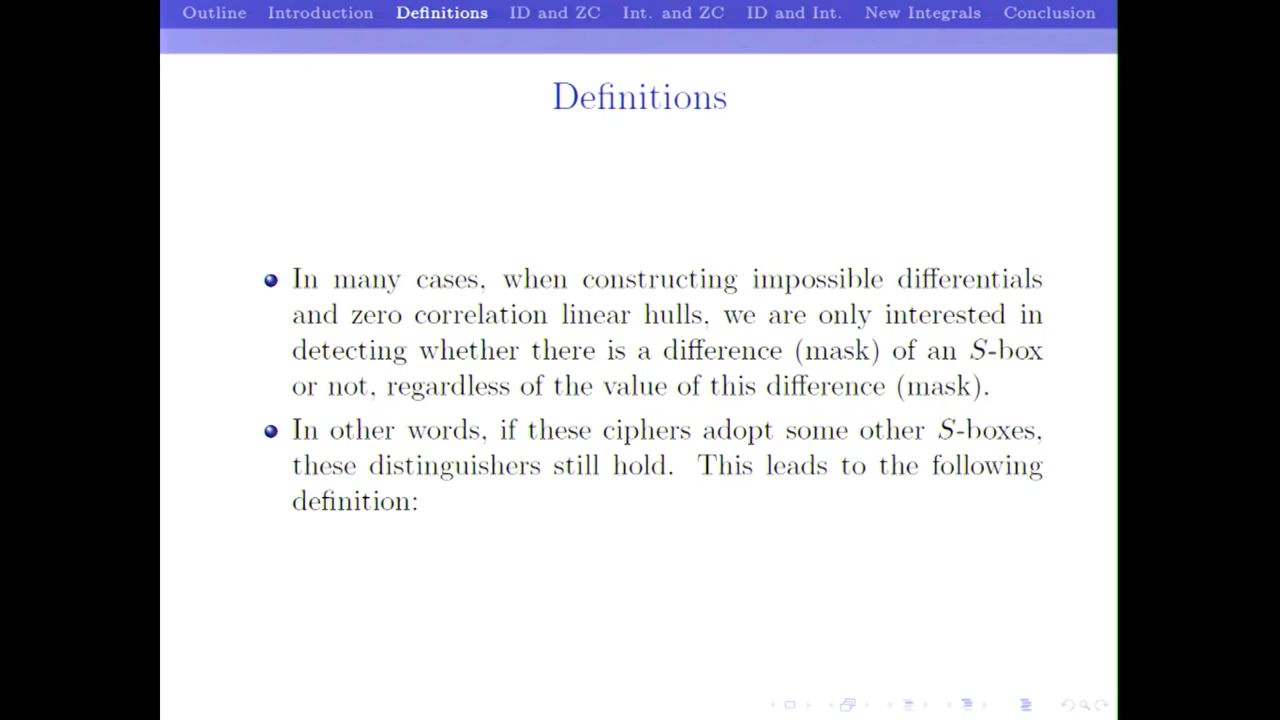 Outline Introduction Definitions ID and ZC Int. and ZC ID and Int. New Integrals Conclusion
Definitions
In many cases, when constructing impossible differentials
and zero correlation linear hulls, we are only interested in
detecting whether there is a difference (mask) of an S-box
or not, regardless of the value of this difference (mask).
In other words, if these ciphers adopt some other S-boxes,
these distinguishers still hold. This leads to the following
definition: